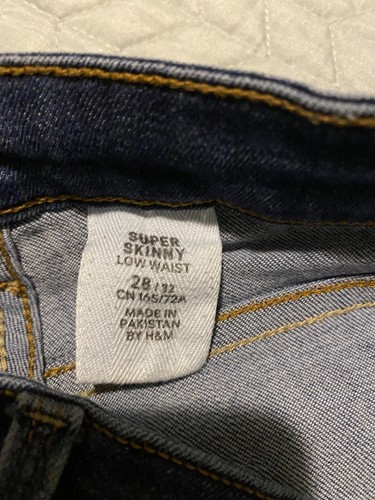 SUPER
SKINNY
LOW WAIST
28 / 32
CN 165/72A
MADE IN
PAKISTAN
BY H&M